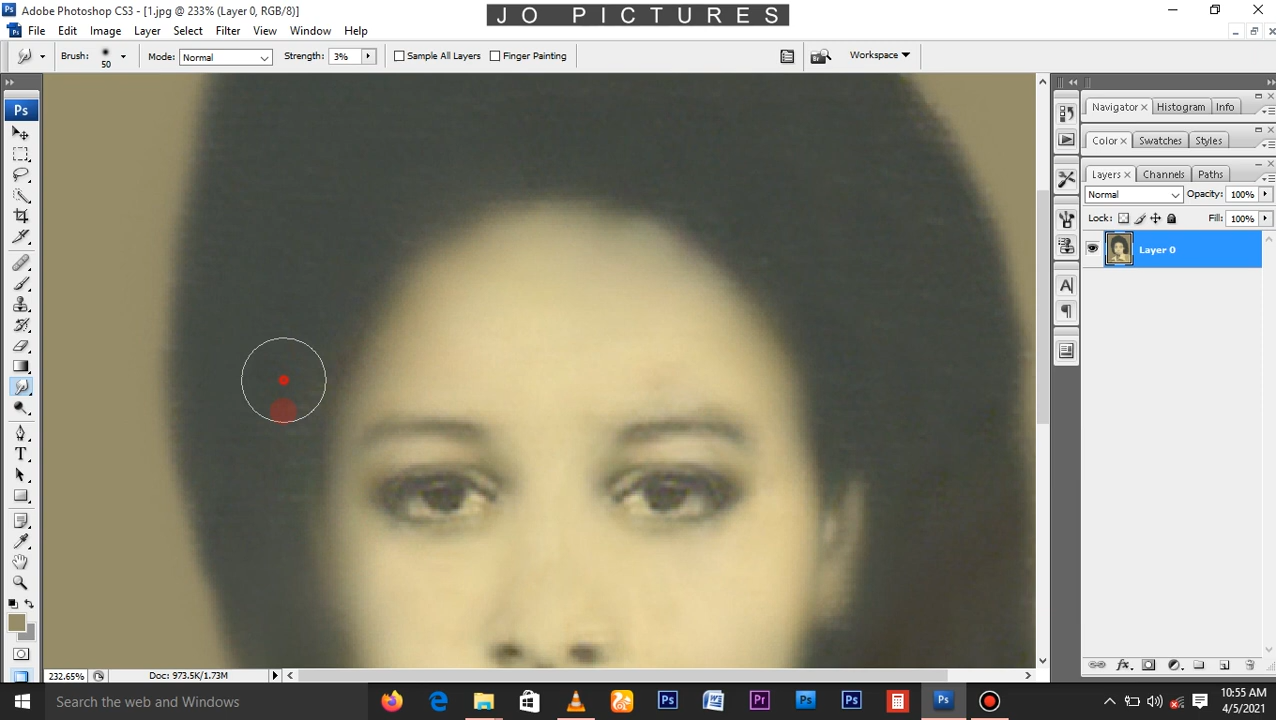 Adobe Photoshop CS3 - [1.jpg @ 233% (Layer 0, RGB/8)]
JO PICTURES
File Edit Image Layer Select Filter View Window Help
Brush: 50 Mode: Normal Strength: 3% Sample All Layers Finger Painting Workspace
Ps
Navigator Histogram Info
Color Swatches Styles
Layers Channels Paths
Normal Opacity: 100%
Lock: Fill: 100%
Layer 0
232.65% Doc: 973.5K/1.73M
Search the web and Windows
10:55 AM
4/5/2021